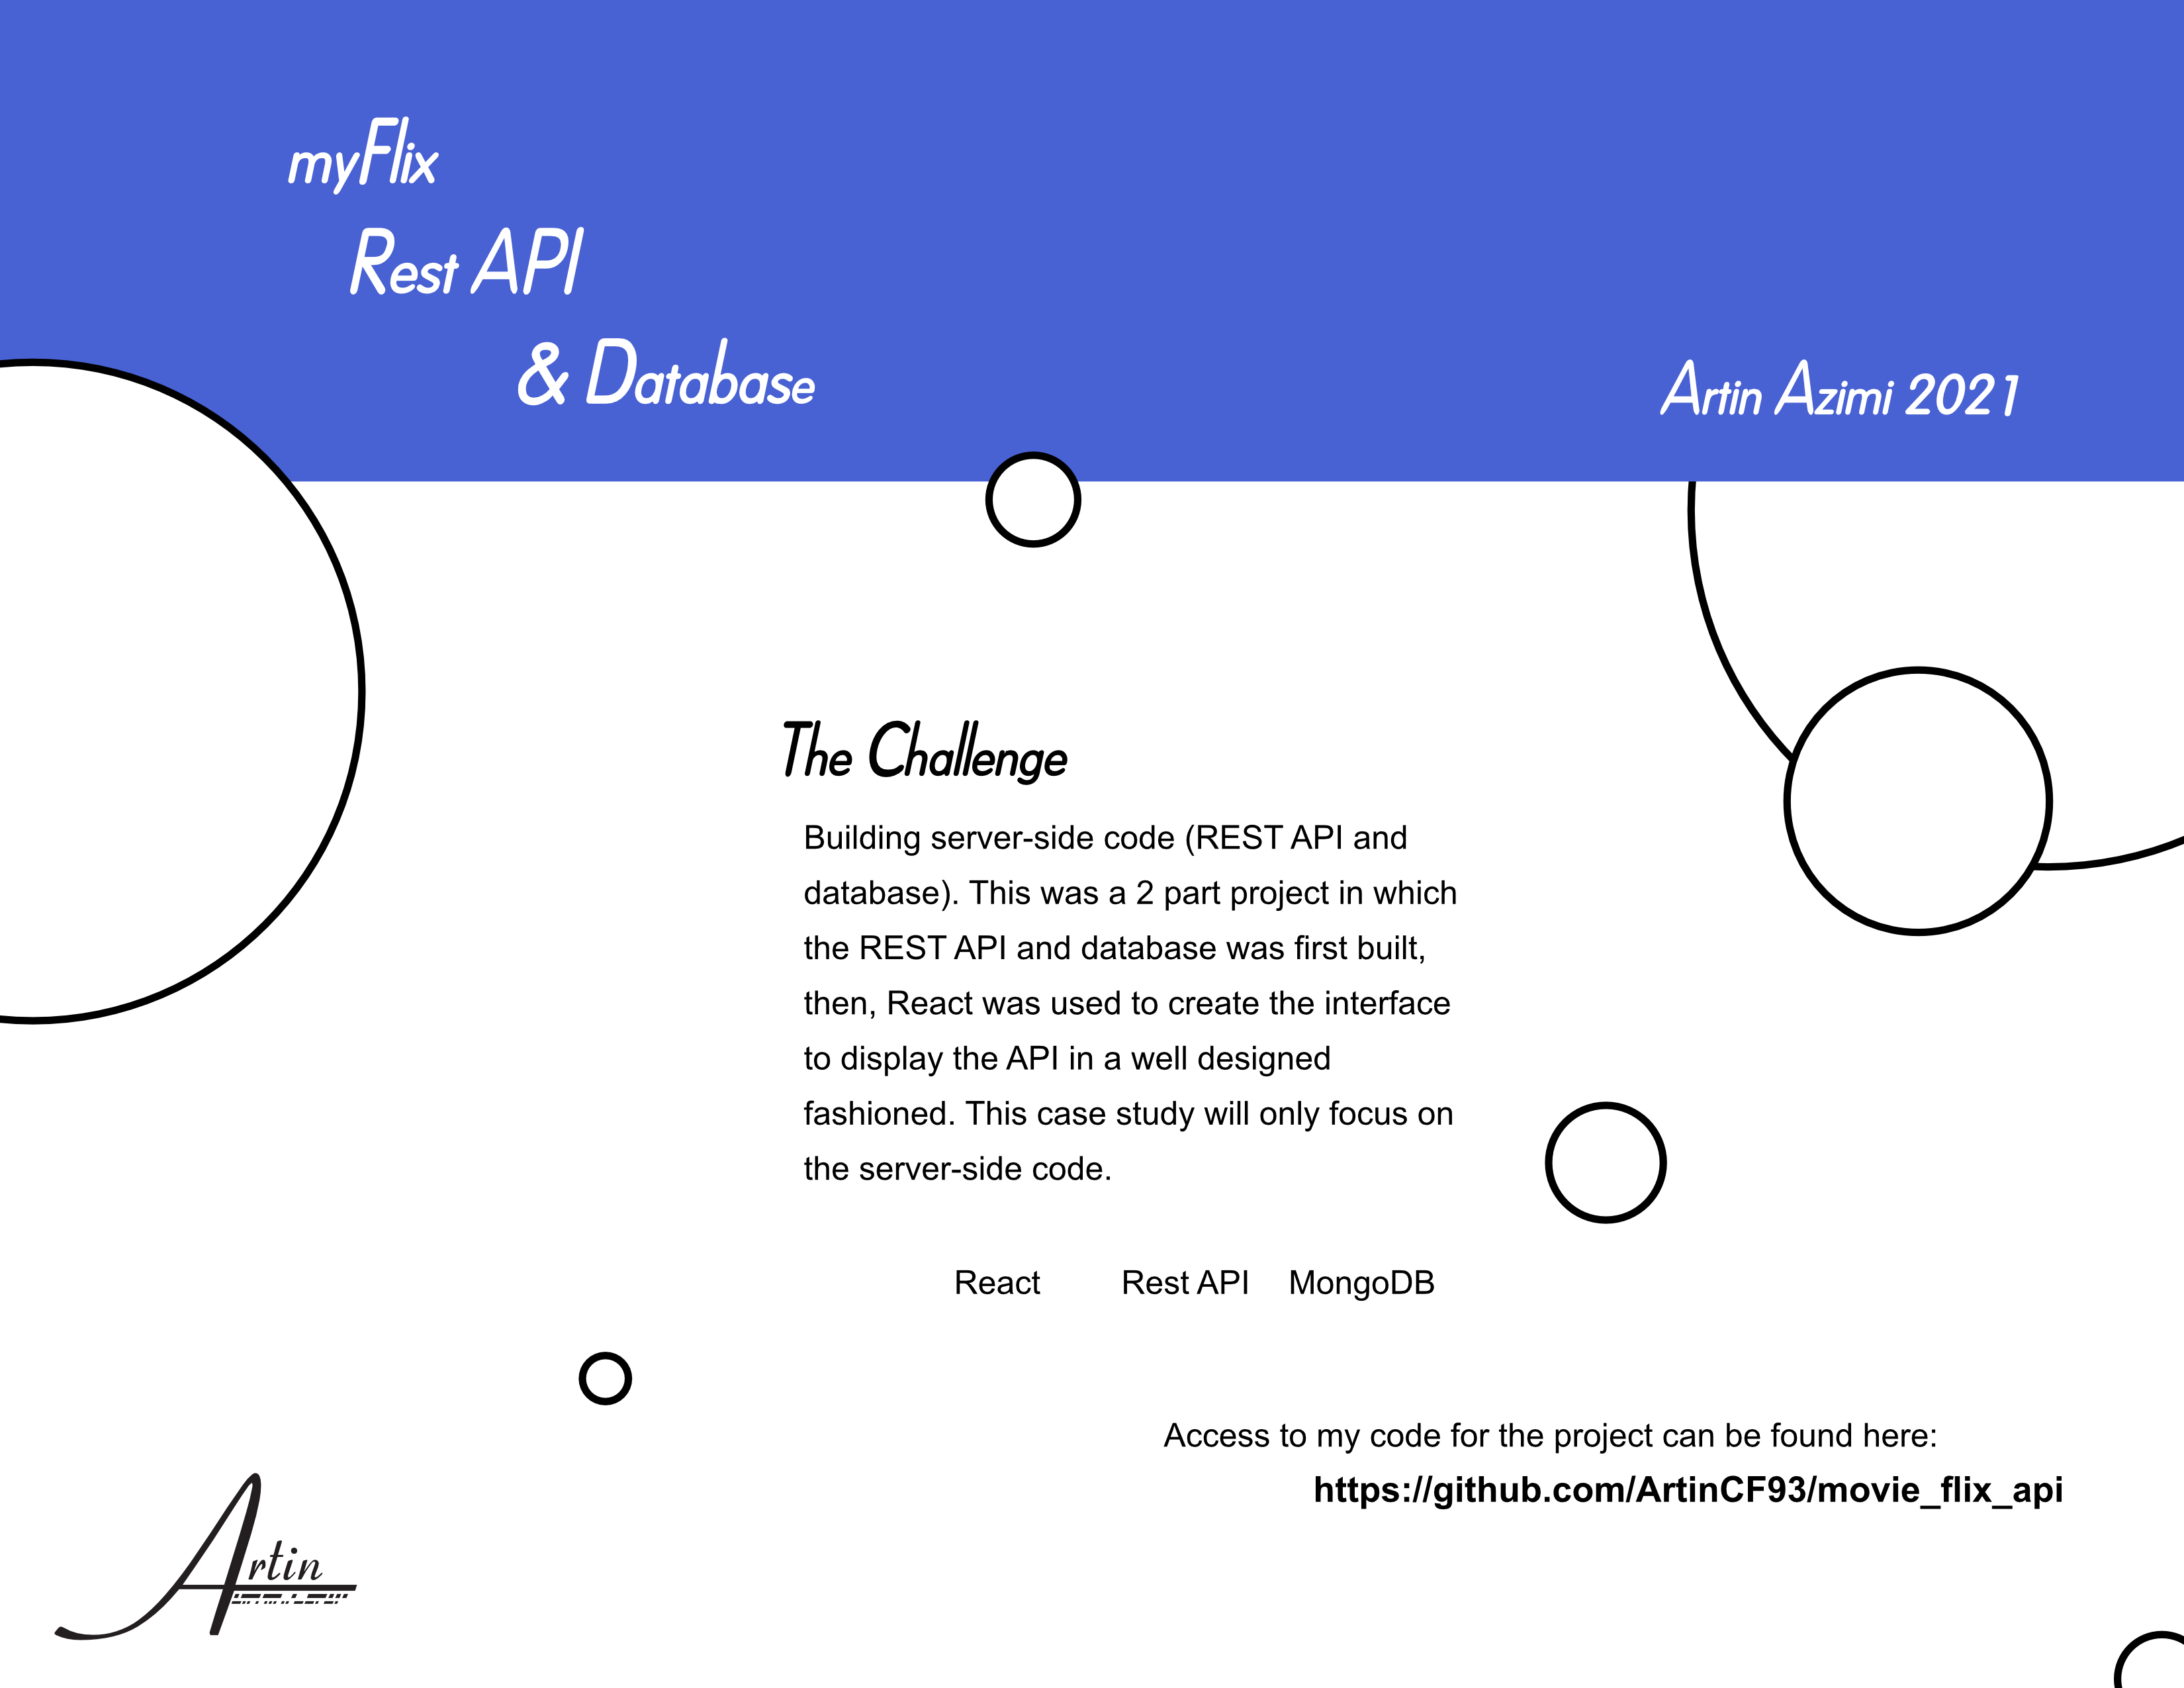 myFlix
Rest API
& Database
Artin Azimi 2021
The Challenge
Building server-side code (REST API and
database). This was a 2 part project in which
the REST API and database was first built,
then, React was used to create the interface
to display the API in a well designed
fashioned. This case study will only focus on
the server-side code.
React Rest API MongoDB
Access to my code for the project can be found here:
https://github.com/ArtinCF93/movie_flix_api
Artin